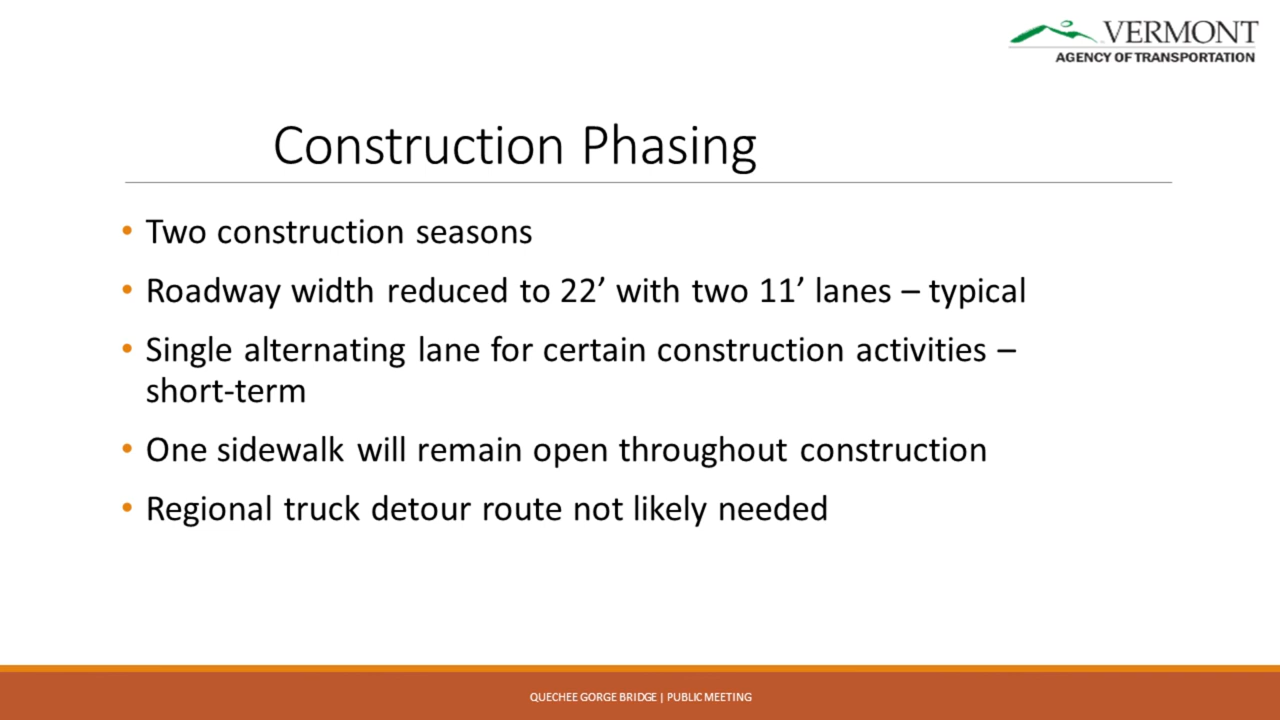 VERMONT
AGENCY OF TRANSPORTATION
Construction Phasing
• Two construction seasons
• Roadway width reduced to 22’ with two 11’ lanes – typical
• Single alternating lane for certain construction activities –
short-term
• One sidewalk will remain open throughout construction
• Regional truck detour route not likely needed
QUECHEE GORGE BRIDGE | PUBLIC MEETING